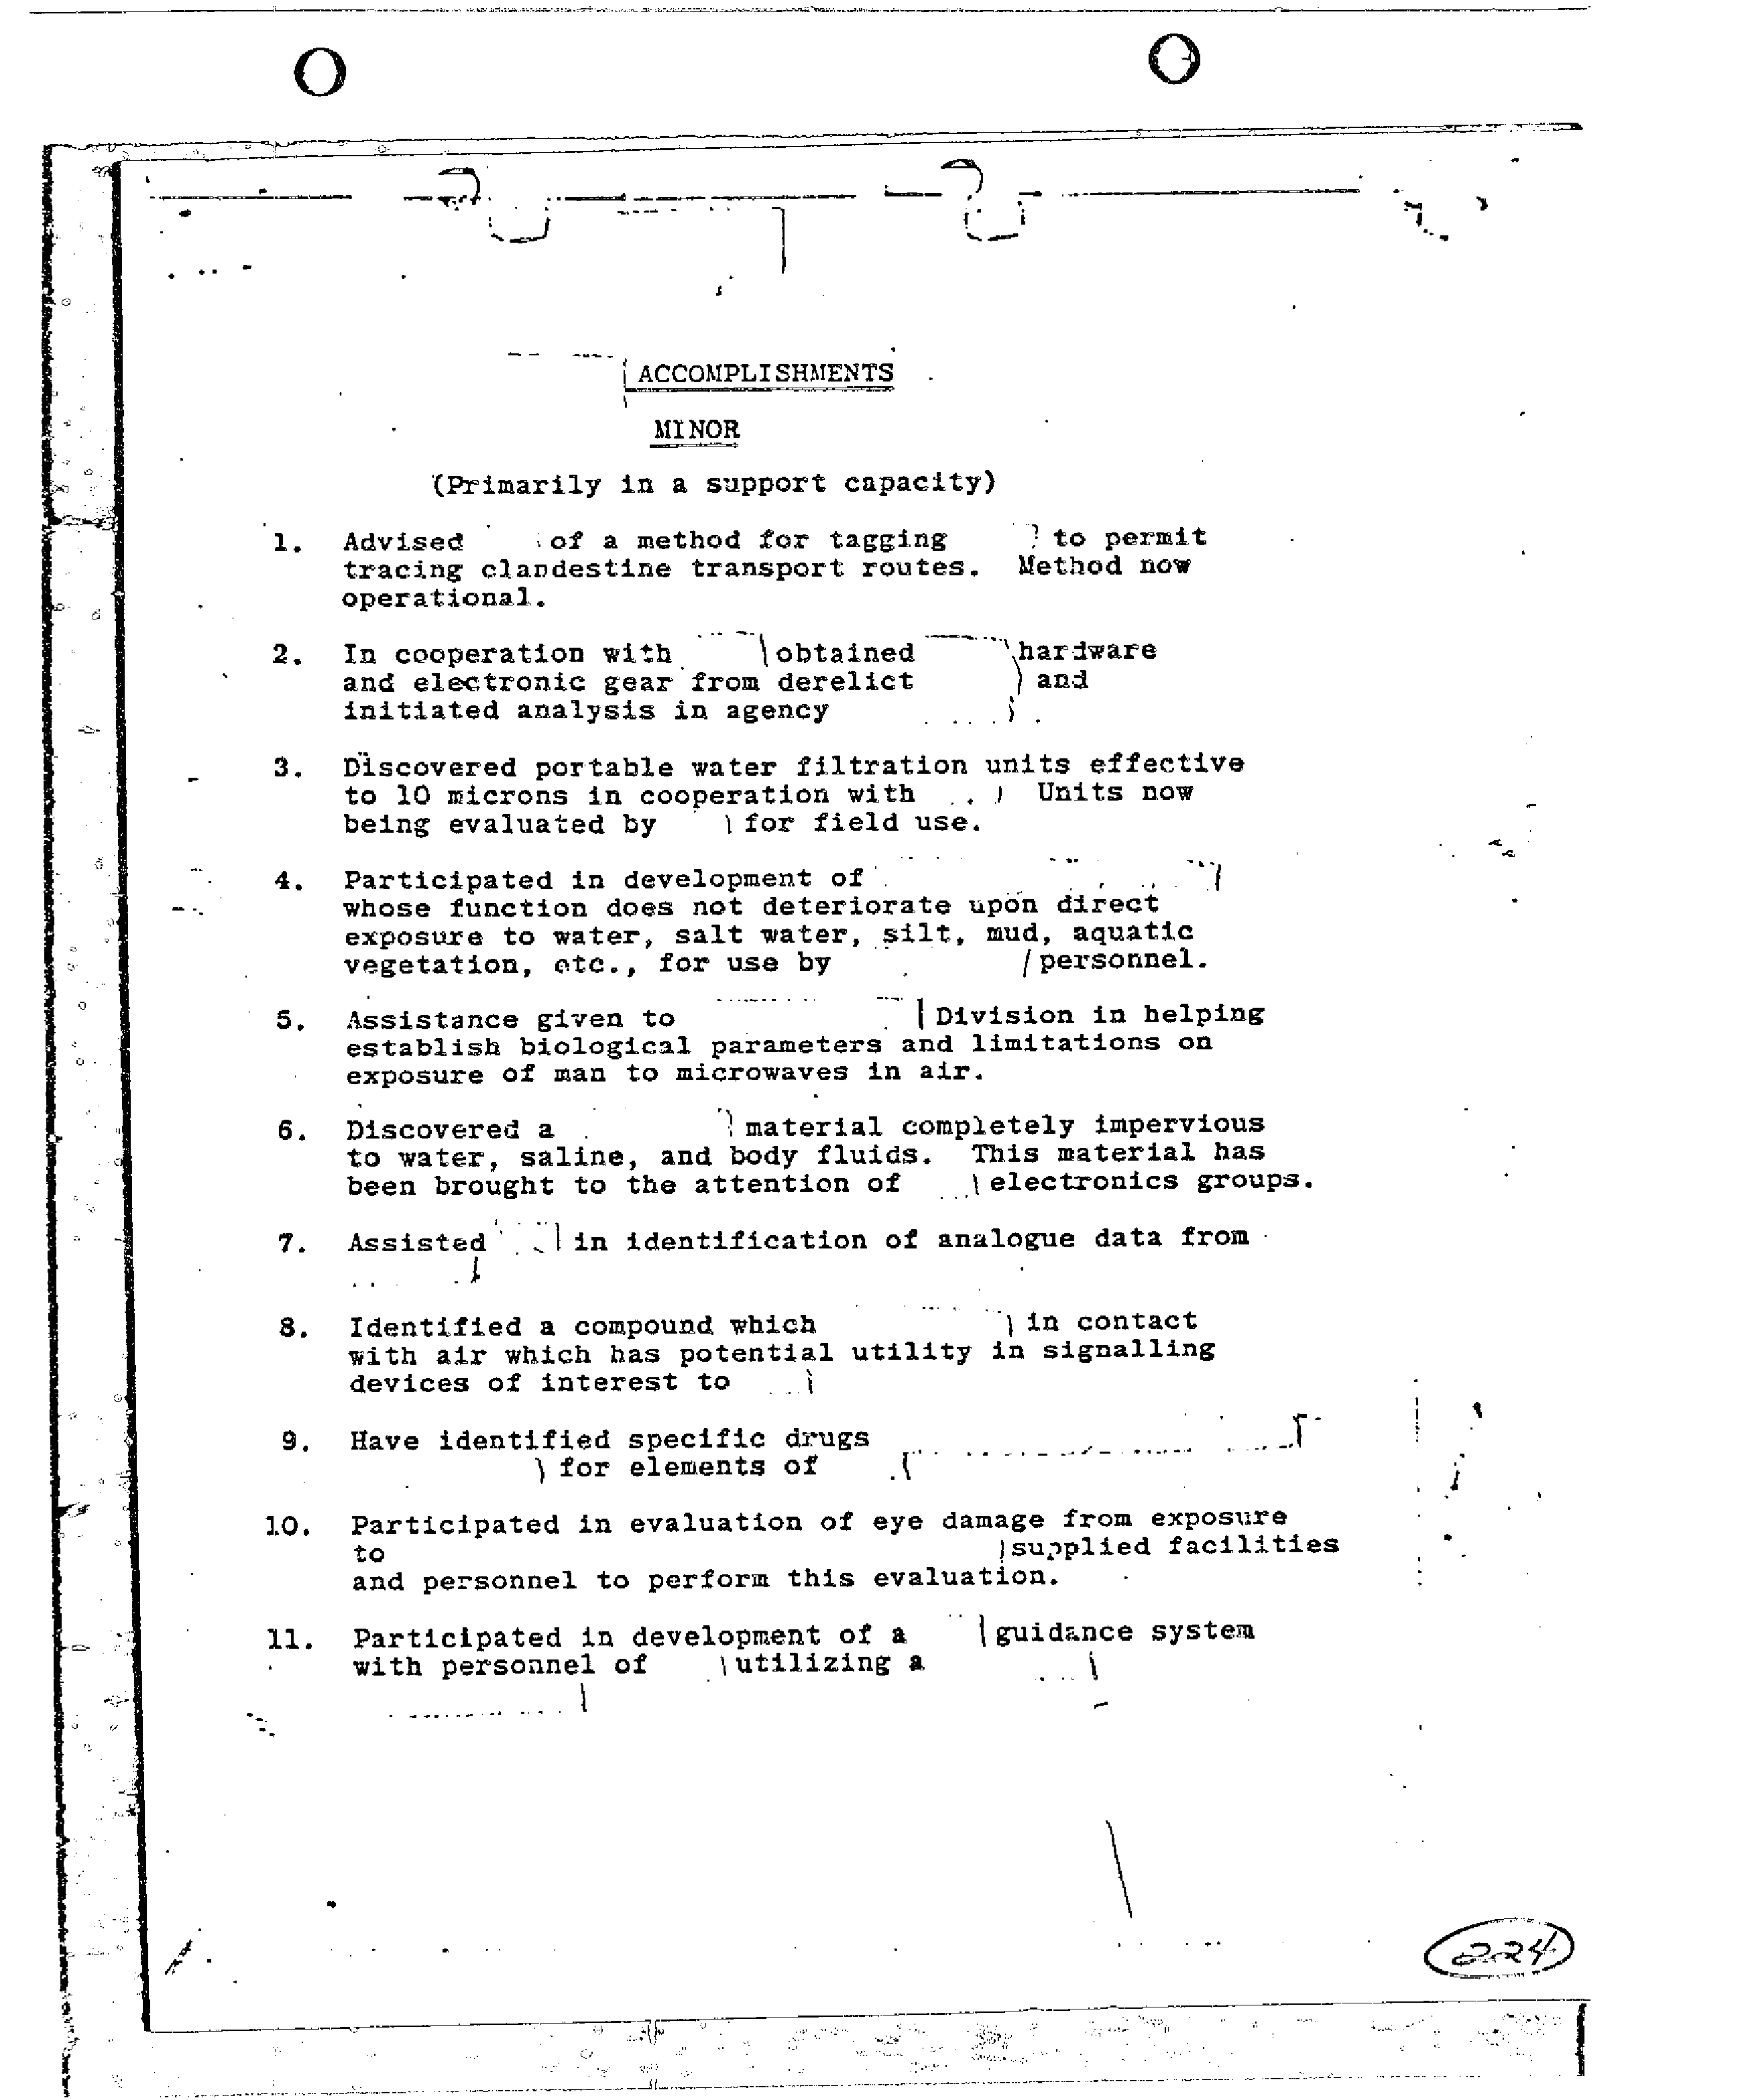 ACCOMPLISHMENTS
MINOR
(Primarily in a support capacity)
1. Advised of a method for tagging to permit
tracing clandestine transport routes. Method now
operational.
2. In cooperation with obtained hardware
and electronic gear from derelict and
initiated analysis in agency .
3. Discovered portable water filtration units effective
to 10 microns in cooperation with . Units now
being evaluated by for field use.
4. Participated in development of
whose function does not deteriorate upon direct
exposure to water, salt water, silt, mud, aquatic
vegetation, etc., for use by personnel.
5. Assistance given to Division in helping
establish biological parameters and limitations on
exposure of man to microwaves in air.
6. Discovered a material completely impervious
to water, saline, and body fluids. This material has
been brought to the attention of electronics groups.
7. Assisted in identification of analogue data from
8. Identified a compound which in contact
with air which has potential utility in signalling
devices of interest to
9. Have identified specific drugs
for elements of
10. Participated in evaluation of eye damage from exposure
to supplied facilities
and personnel to perform this evaluation.
11. Participated in development of a guidance system
with personnel of utilizing a
224